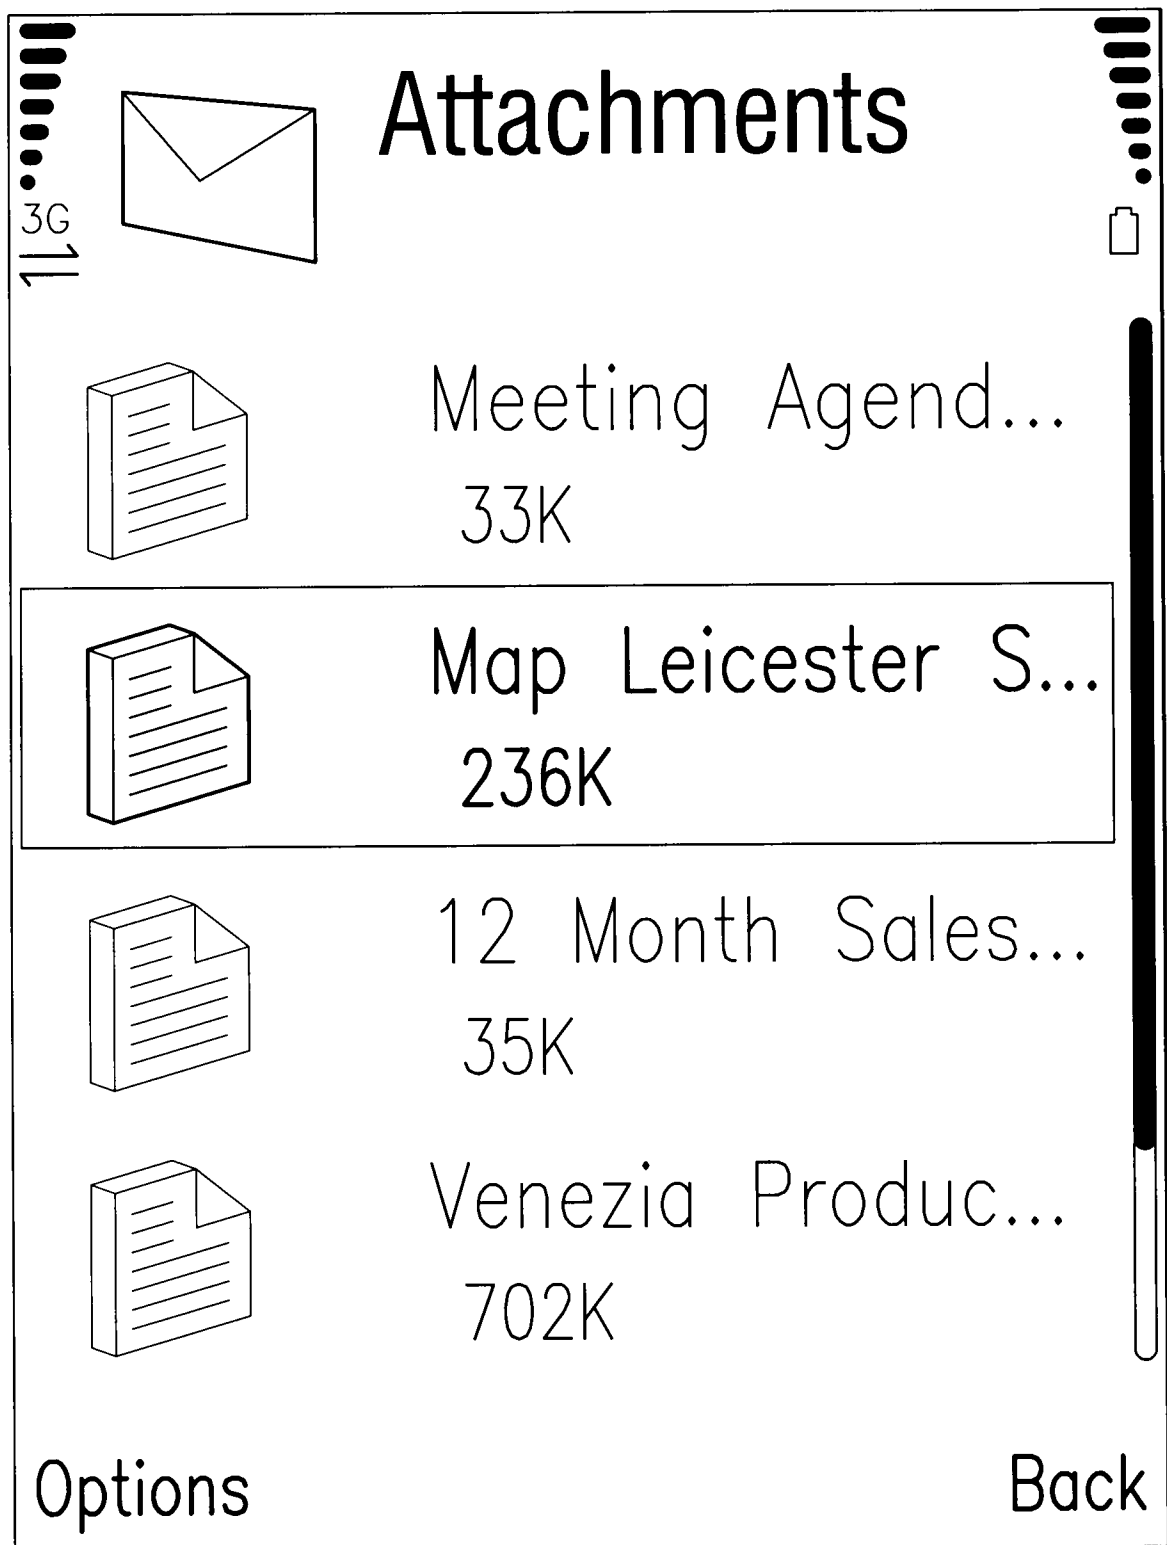 Attachments
3G
Meeting Agend...
33K
Map Leicester S...
236K
12 Month Sales...
35K
Venezia Produc...
702K
Options
Back